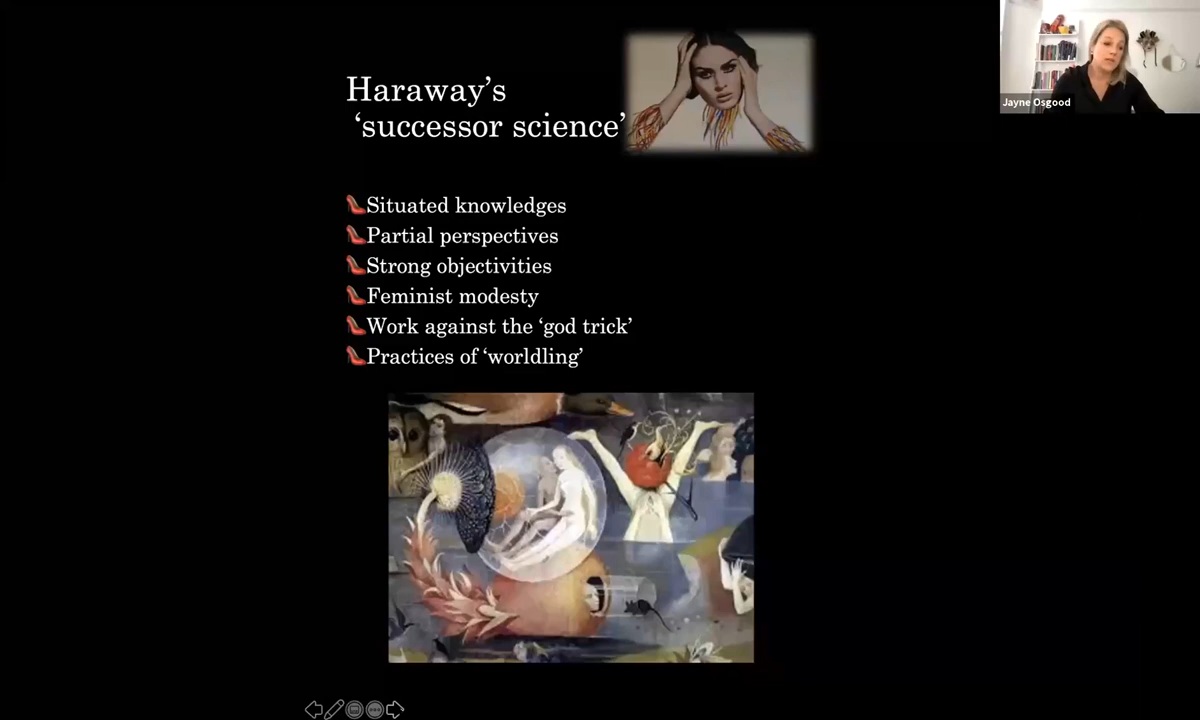 Haraway's
'successor science'
Situated knowledges
Partial perspectives
Strong objectivities
Feminist modesty
Work against the 'god trick'
Practices of 'worldling'
Jayne Osgood